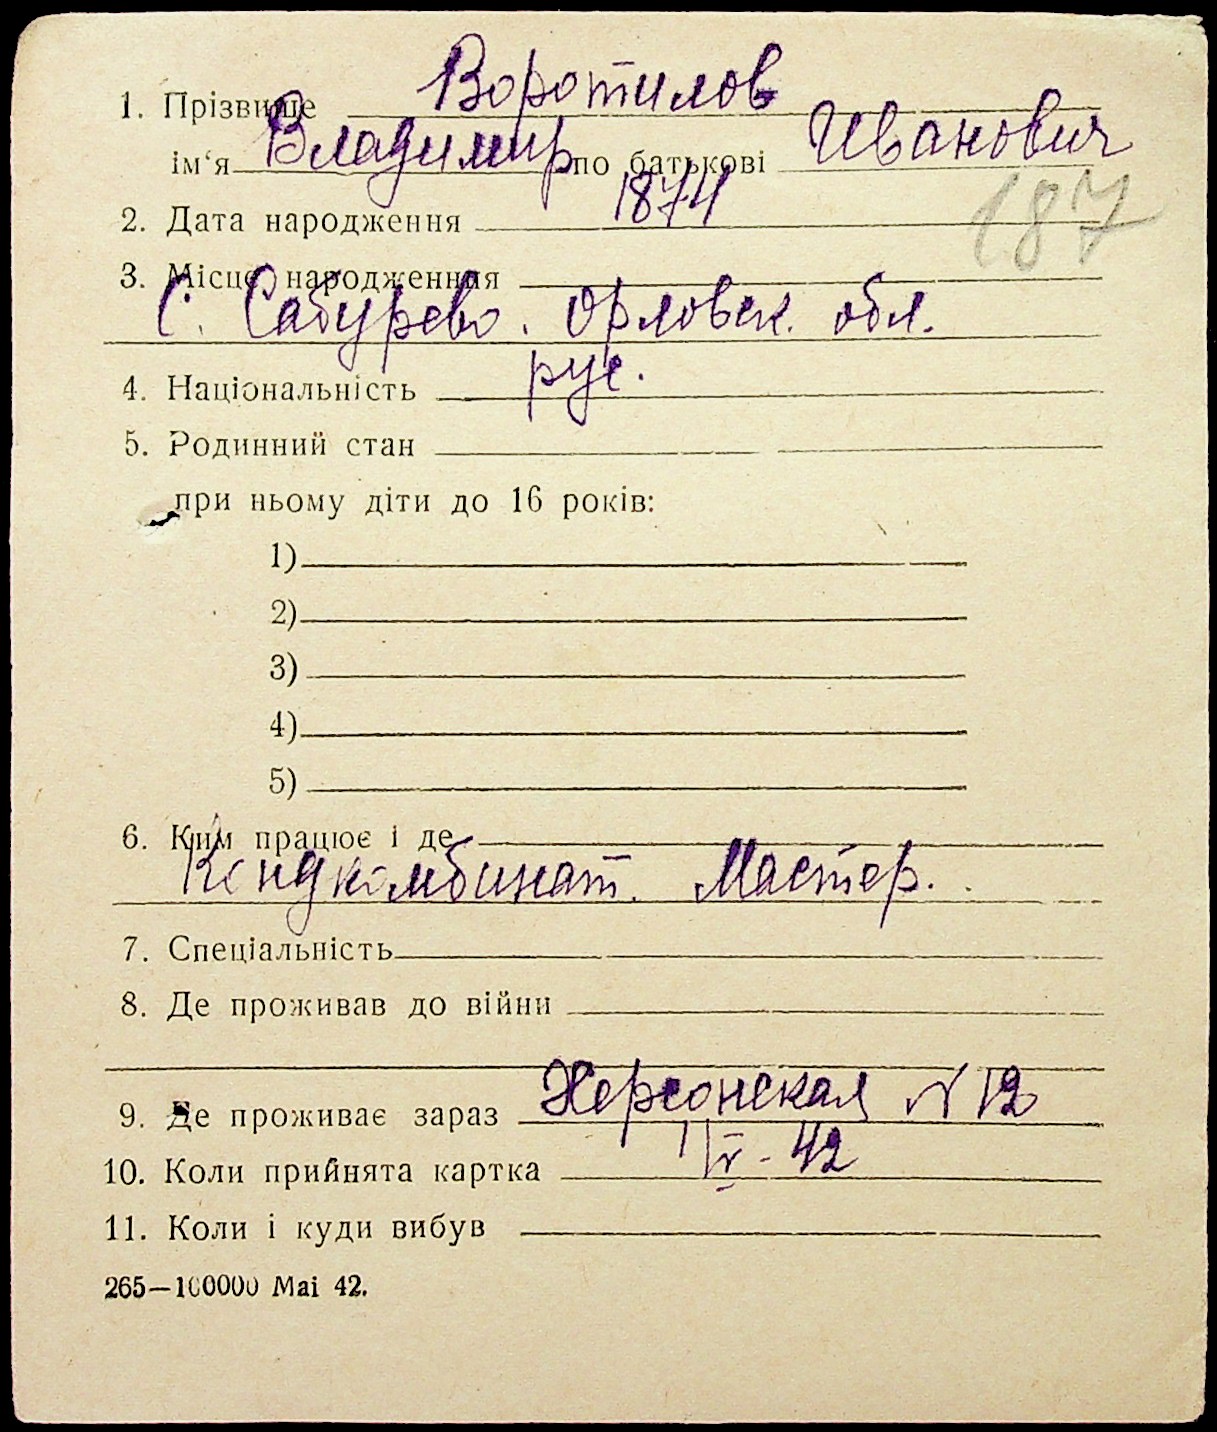 1. Прізвище Воротилов
ім‘я Владимир по батькові Иванович
2. Дата народження 1874 187
3. Місце народженння
С. Сабурево. Орловск. обл.
4. Національність рус.
5. Родинний стан
при ньому діти до 16 років:
1)
2)
3)
4)
5)
6. Ким працює і де
Кондкомбинат. Мастер.
7. Спеціальність
8. Де проживав до війни
9. Де проживає зараз Херсонская N 12
10. Коли прийнята картка 1/V - 42
11. Коли і куди вибув
265—100000 Mai 42.